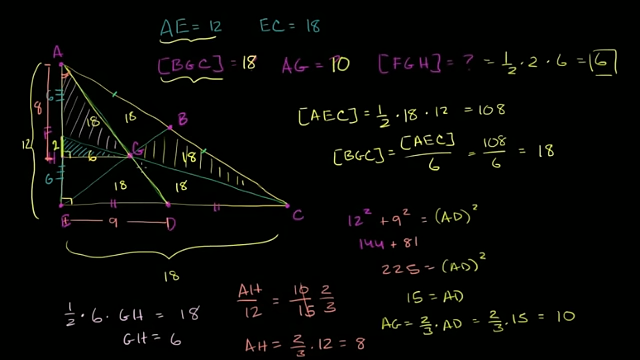 AE = 12 EC = 18
[BGC] = 18 AG = 10 [FGH] = ? = 1/2 · 2 · 6 = 6
[AEC] = 1/2 · 18 · 12 = 108
[BGC] = [AEC]/6 = 108/6 = 18
12² + 9² = (AD)²
144 + 81
225 = (AD)²
15 = AD
AG = 2/3 · AD = 2/3 · 15 = 10
A
B
C
D
E
F
G
H
12
8
6
2
6
6
18
18
18
18
18
9
18
1/2 · 6 · GH = 18
GH = 6
AH/12 = 10/15 2/3
AH = 2/3 · 12 = 8